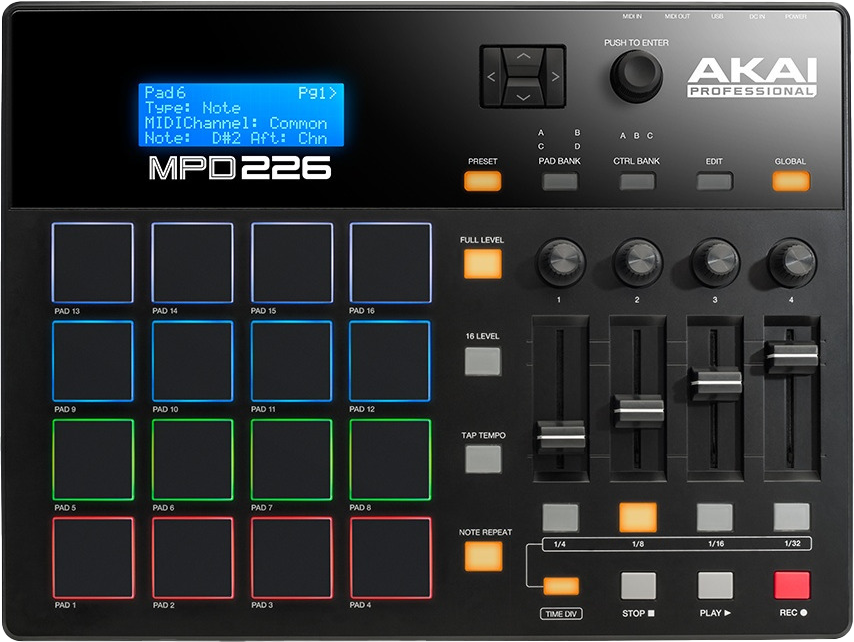 MIDI IN MIDI OUT USB DC IN POWER
PUSH TO ENTER
AKAI
PROFESSIONAL
Pad6 Pg1>
Type: Note
MIDIChannel: Common
Note: D#2 Aft: Chn
MPD226
A B
C D
A B C
PRESET PAD BANK CTRL BANK EDIT GLOBAL
FULL LEVEL
1 2 3 4
PAD 13 PAD 14 PAD 15 PAD 16
16 LEVEL
PAD 9 PAD 10 PAD 11 PAD 12
TAP TEMPO
PAD 5 PAD 6 PAD 7 PAD 8
NOTE REPEAT
1/4 1/8 1/16 1/32
PAD 1 PAD 2 PAD 3 PAD 4
TIME DIV STOP ■ PLAY ▶ REC ●